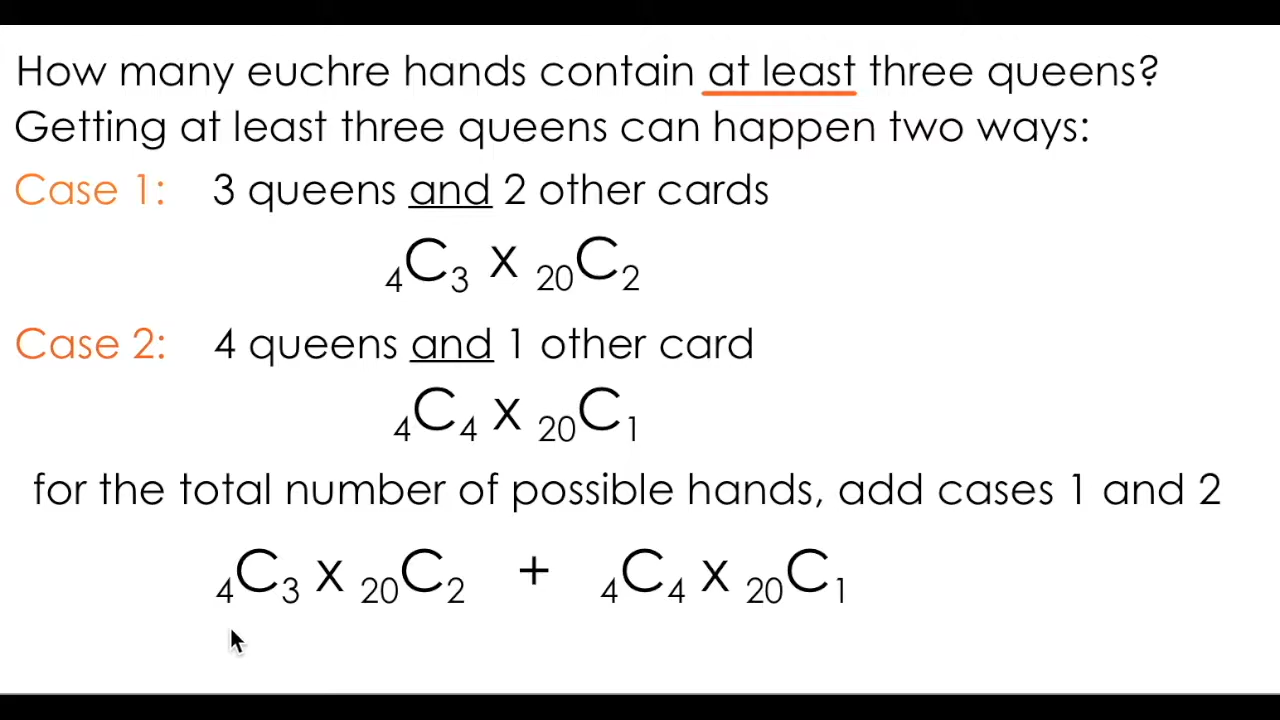 How many euchre hands contain at least three queens?
Getting at least three queens can happen two ways:
Case 1: 3 queens and 2 other cards
₄C₃ x ₂₀C₂
Case 2: 4 queens and 1 other card
₄C₄ x ₂₀C₁
for the total number of possible hands, add cases 1 and 2
₄C₃ x ₂₀C₂ + ₄C₄ x ₂₀C₁